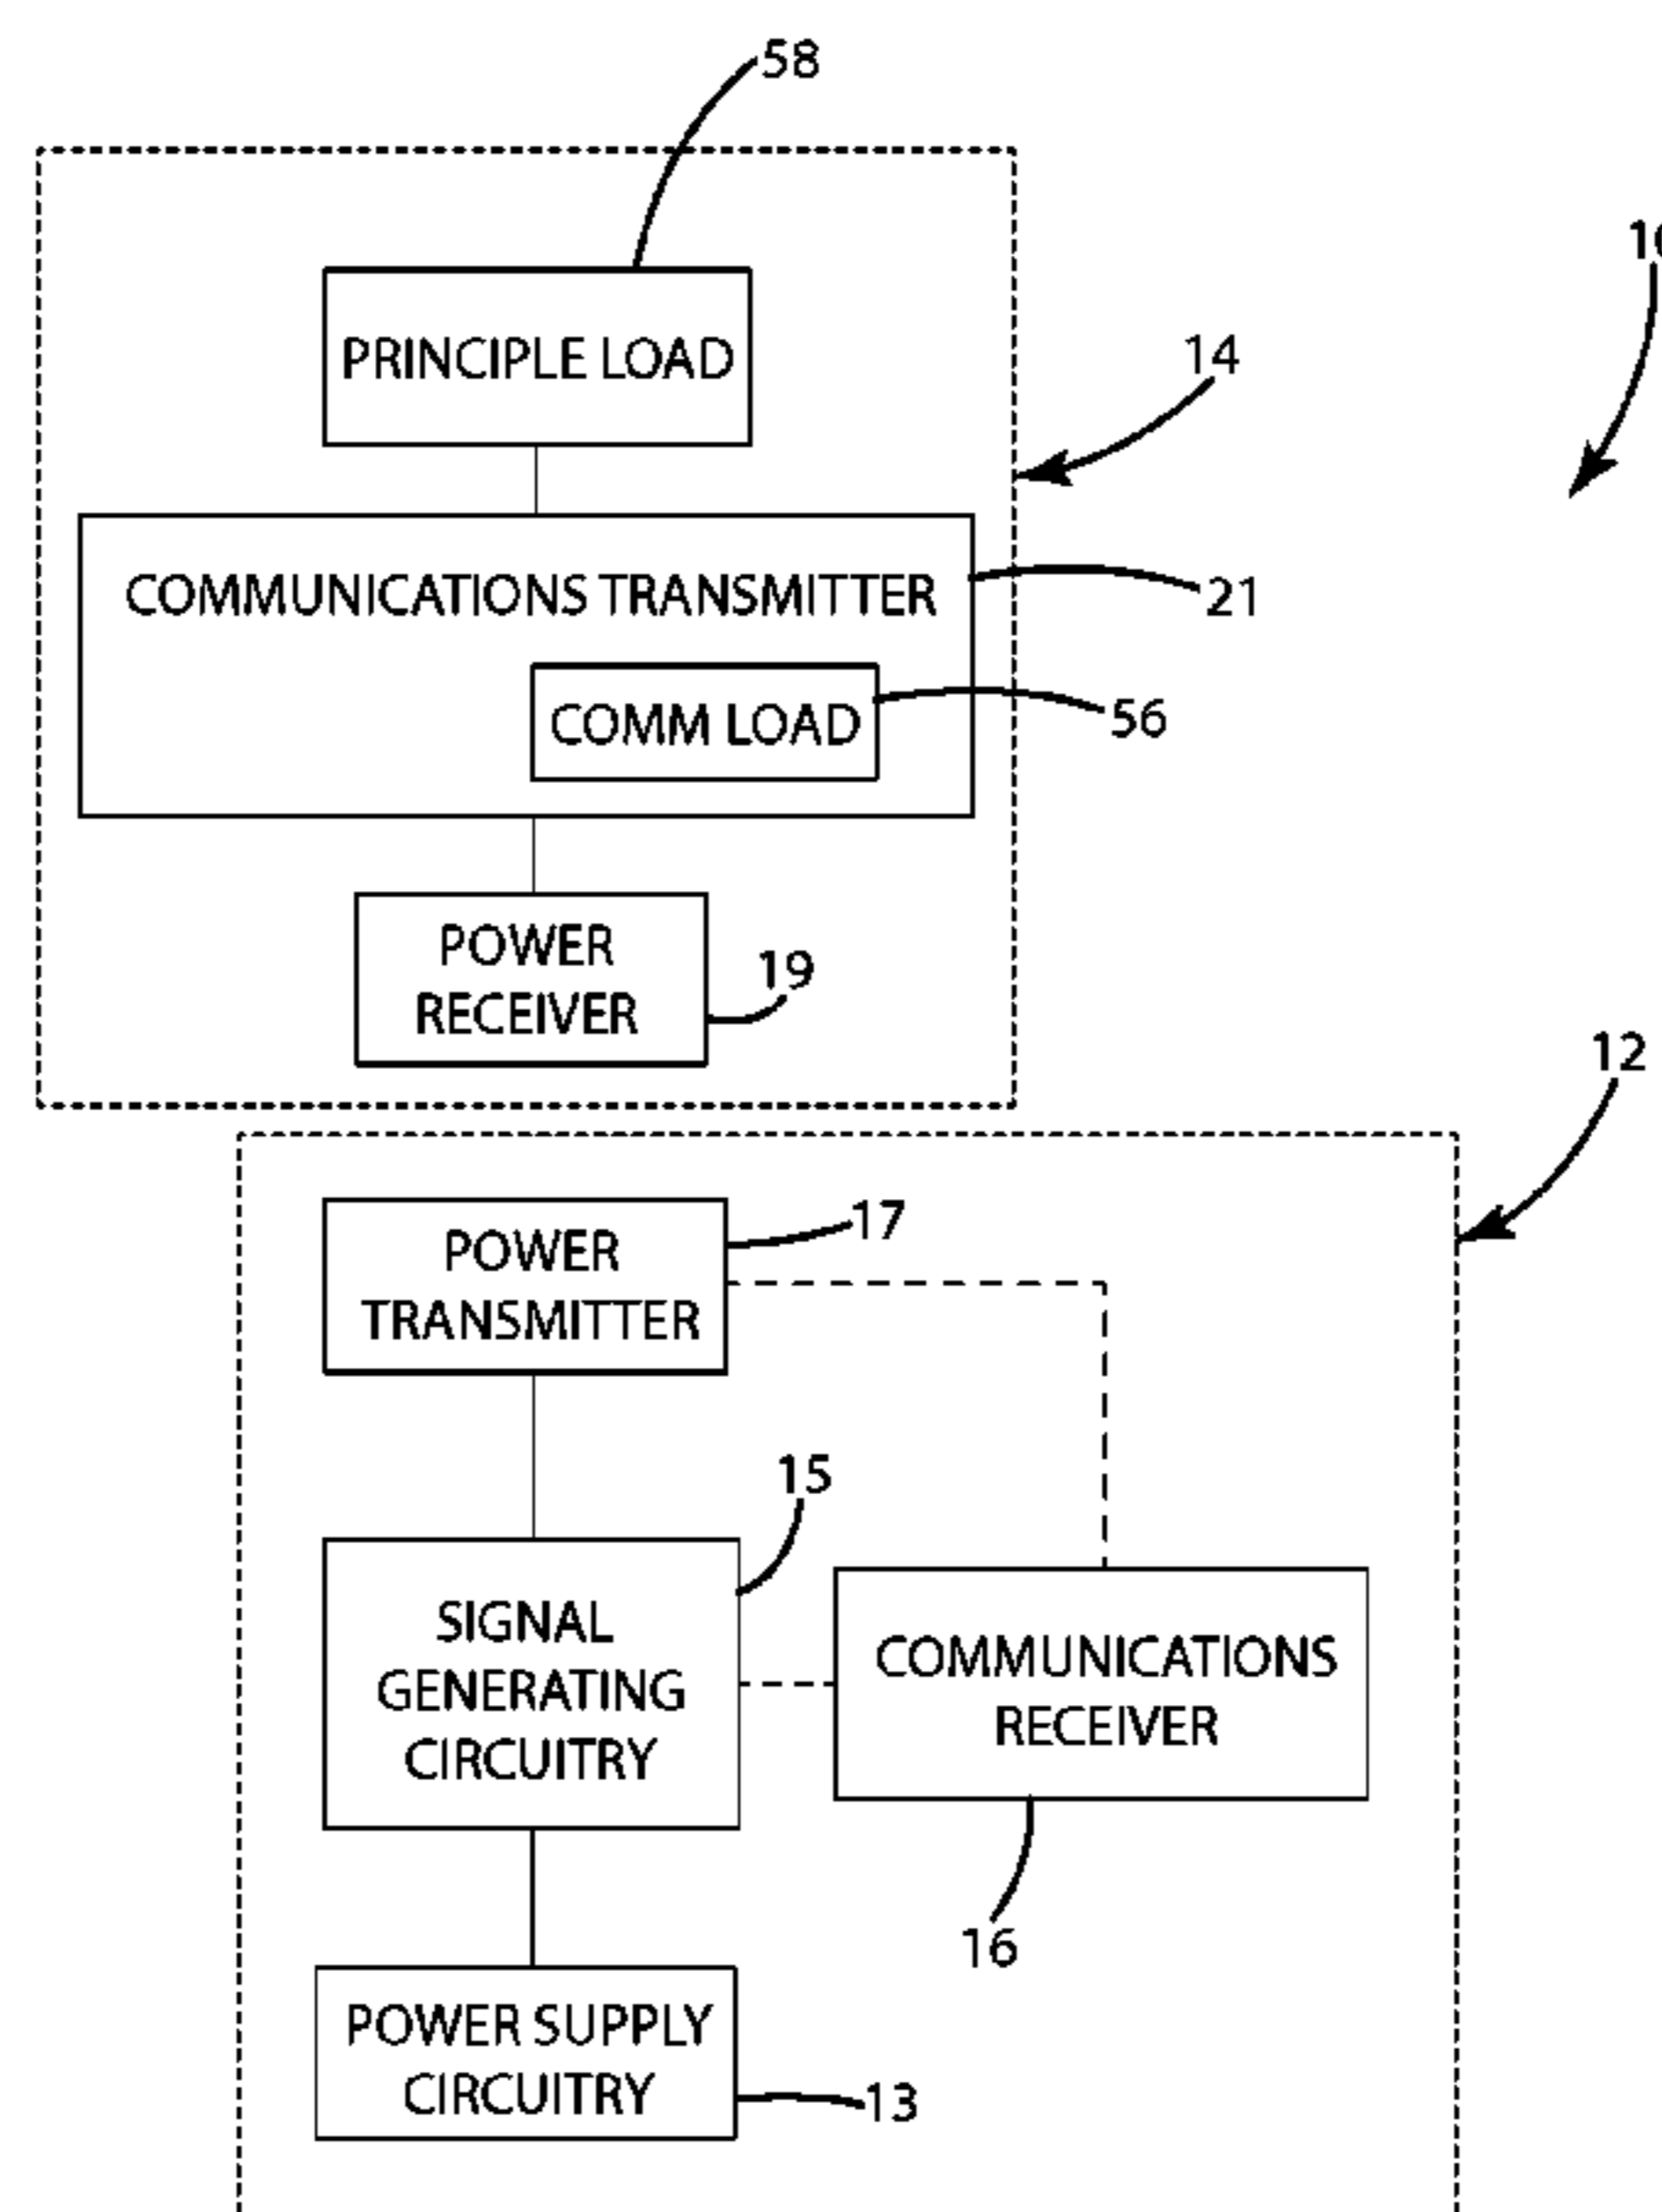 58
PRINCIPLE LOAD
14
COMMUNICATIONS TRANSMITTER
21
COMM LOAD
56
POWER
RECEIVER
19
12
POWER
TRANSMITTER
17
15
SIGNAL
GENERATING
CIRCUITRY
COMMUNICATIONS
RECEIVER
16
POWER SUPPLY
CIRCUITRY
13